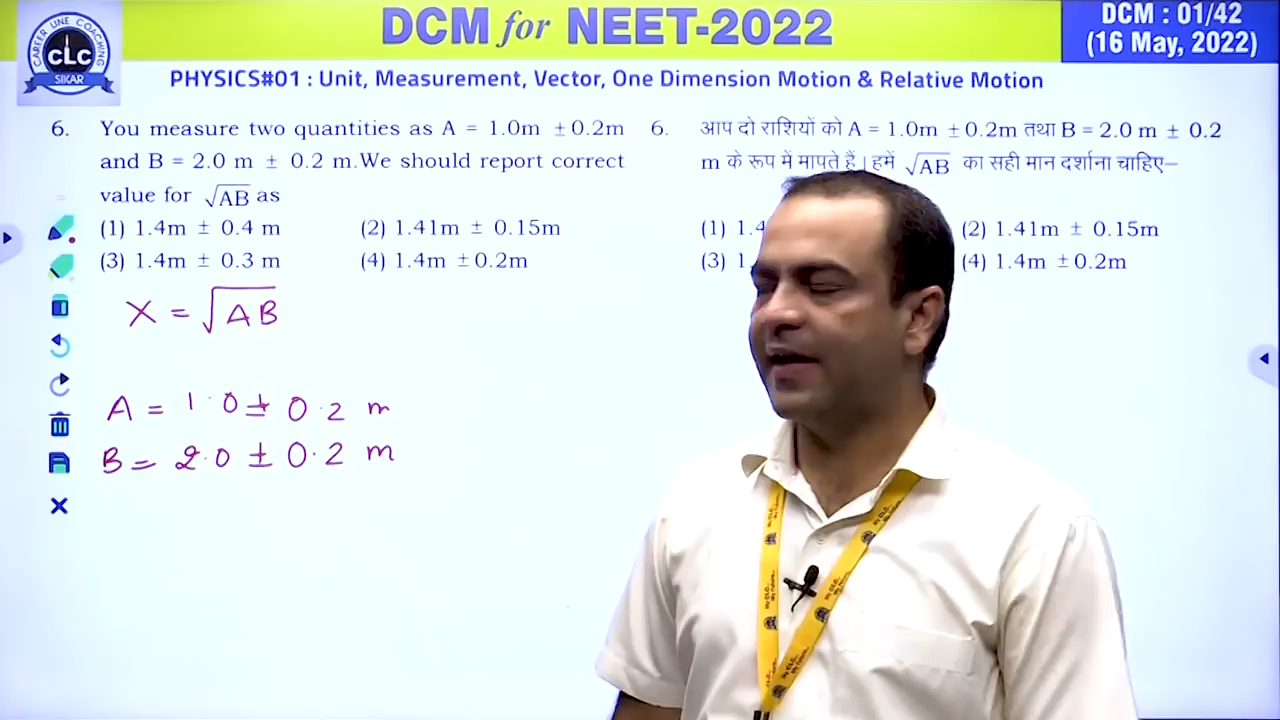 CAREER LINE COACHING
CLC
SIKAR
DCM for NEET-2022
DCM : 01/42
(16 May, 2022)
PHYSICS#01 : Unit, Measurement, Vector, One Dimension Motion & Relative Motion
6. You measure two quantities as A = 1.0m ±0.2m
and B = 2.0 m ± 0.2 m.We should report correct
value for √AB as
(1) 1.4m ± 0.4 m (2) 1.41m ± 0.15m
(3) 1.4m ± 0.3 m (4) 1.4m ±0.2m
6. आप दो राशियों को A = 1.0m ±0.2m तथा B = 2.0 m ± 0.2
m के रूप में मापते हैं। हमें √AB का सही मान दर्शाना चाहिए–
(1) 1.4 (2) 1.41m ± 0.15m
(3) 1. (4) 1.4m ±0.2m
X = √AB
A = 1.0 ± 0.2 m
B = 2.0 ± 0.2 m